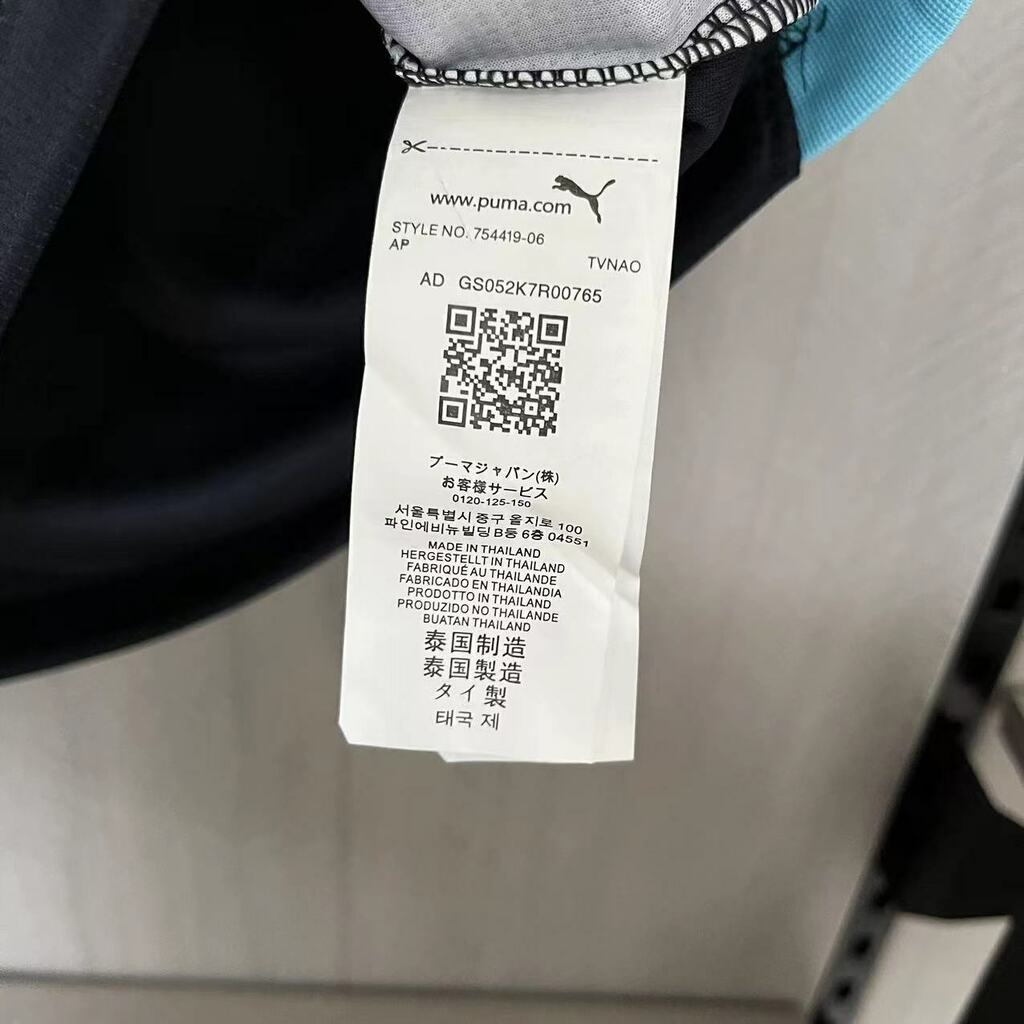 www.puma.com
STYLE NO. 754419-06
AP
TVNAO
AD GS052K7R00765
プーマジャパン(株)
お客様サービス
0120-125-150
서울특별시 중구 을지로 100
파인에비뉴빌딩 B동 6층 04551
MADE IN THAILAND
HERGESTELLT IN THAILAND
FABRIQUÉ AU THAILANDE
FABRICADO EN THAILANDIA
PRODOTTO IN THAILAND
PRODUZIDO NO THAILANDE
BUATAN THAILAND
泰国制造
泰国製造
タイ製
태국 제